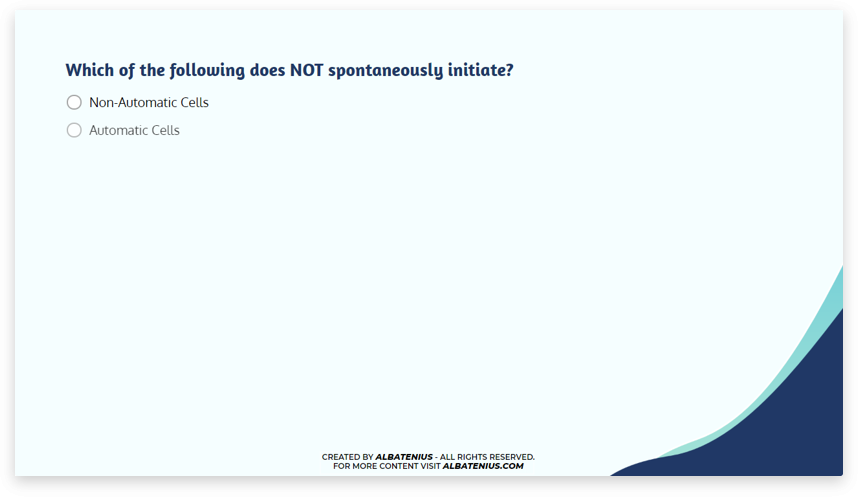 Which of the following does NOT spontaneously initiate?
Non-Automatic Cells
Automatic Cells
CREATED BY ALBATENIUS - ALL RIGHTS RESERVED.
FOR MORE CONTENT VISIT ALBATENIUS.COM